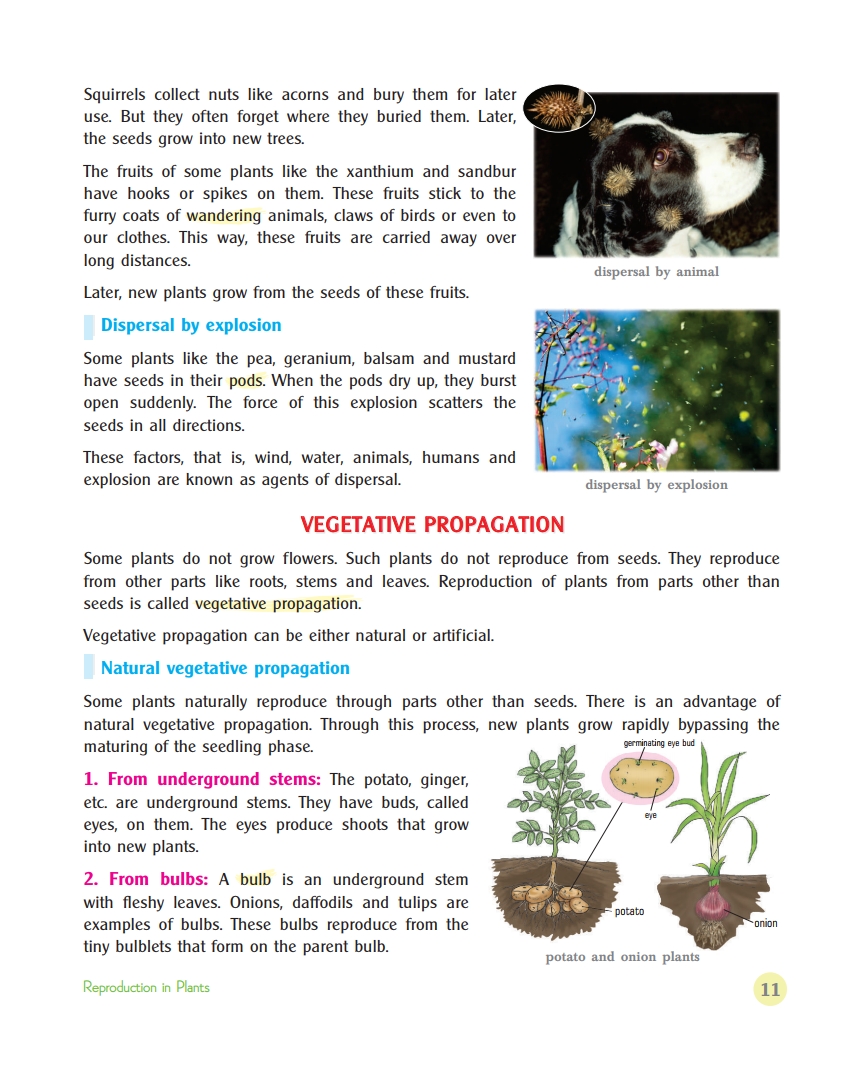 Squirrels collect nuts like acorns and bury them for later
use. But they often forget where they buried them. Later,
the seeds grow into new trees.
The fruits of some plants like the xanthium and sandbur
have hooks or spikes on them. These fruits stick to the
furry coats of wandering animals, claws of birds or even to
our clothes. This way, these fruits are carried away over
long distances.
Later, new plants grow from the seeds of these fruits.
dispersal by animal
Dispersal by explosion
Some plants like the pea, geranium, balsam and mustard
have seeds in their pods. When the pods dry up, they burst
open suddenly. The force of this explosion scatters the
seeds in all directions.
These factors, that is, wind, water, animals, humans and
explosion are known as agents of dispersal.
dispersal by explosion
VEGETATIVE PROPAGATION
Some plants do not grow flowers. Such plants do not reproduce from seeds. They reproduce
from other parts like roots, stems and leaves. Reproduction of plants from parts other than
seeds is called vegetative propagation.
Vegetative propagation can be either natural or artificial.
Natural vegetative propagation
Some plants naturally reproduce through parts other than seeds. There is an advantage of
natural vegetative propagation. Through this process, new plants grow rapidly bypassing the
maturing of the seedling phase.
1. From underground stems: The potato, ginger,
etc. are underground stems. They have buds, called
eyes, on them. The eyes produce shoots that grow
into new plants.
2. From bulbs: A bulb is an underground stem
with fleshy leaves. Onions, daffodils and tulips are
examples of bulbs. These bulbs reproduce from the
tiny bulblets that form on the parent bulb.
germinating eye bud
eye
potato
onion
potato and onion plants
Reproduction in Plants
11